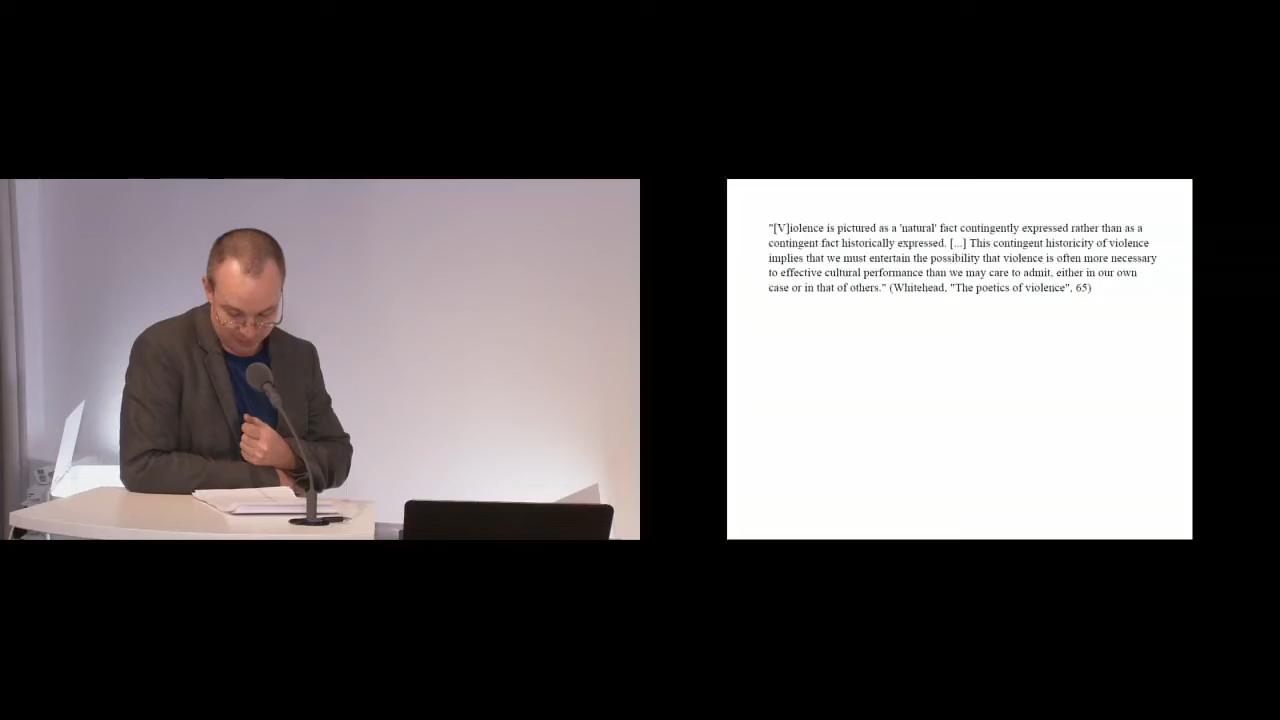 "[V]iolence is pictured as a 'natural' fact contingently expressed rather than as a
contingent fact historically expressed. [...] This contingent historicity of violence
implies that we must entertain the possibility that violence is often more necessary
to effective cultural performance than we may care to admit, either in our own
case or in that of others." (Whitehead, "The poetics of violence", 65)